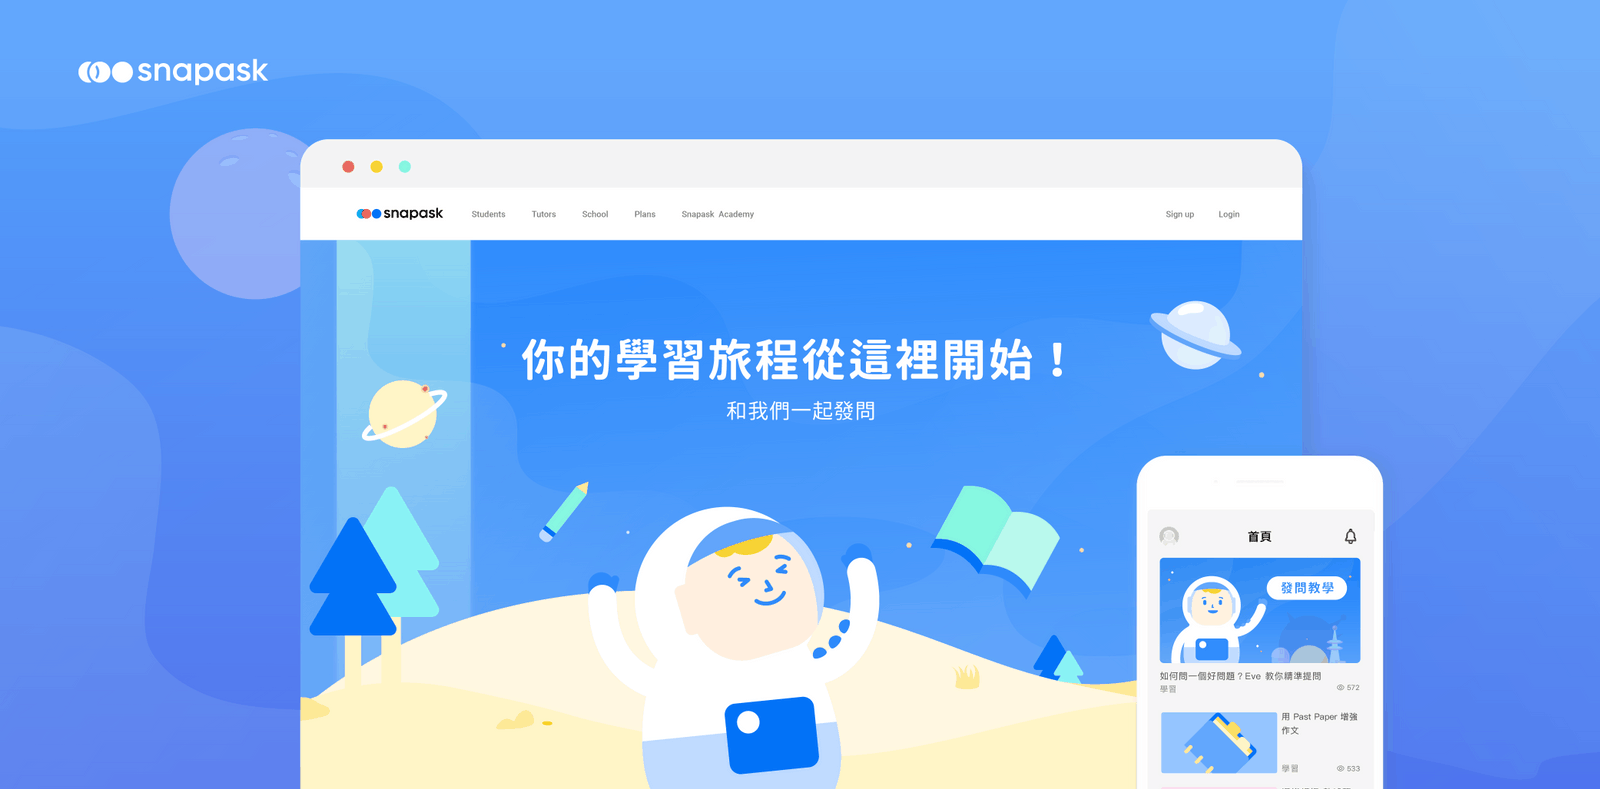 snapask
snapask Students Tutors School Plans Snapask Academy Sign up Login
你的學習旅程從這裡開始！
和我們一起發問
首頁
發問教學
如何問一個好問題？Eve 教你精準提問
學習 572
用 Past Paper 增強
作文
學習 533